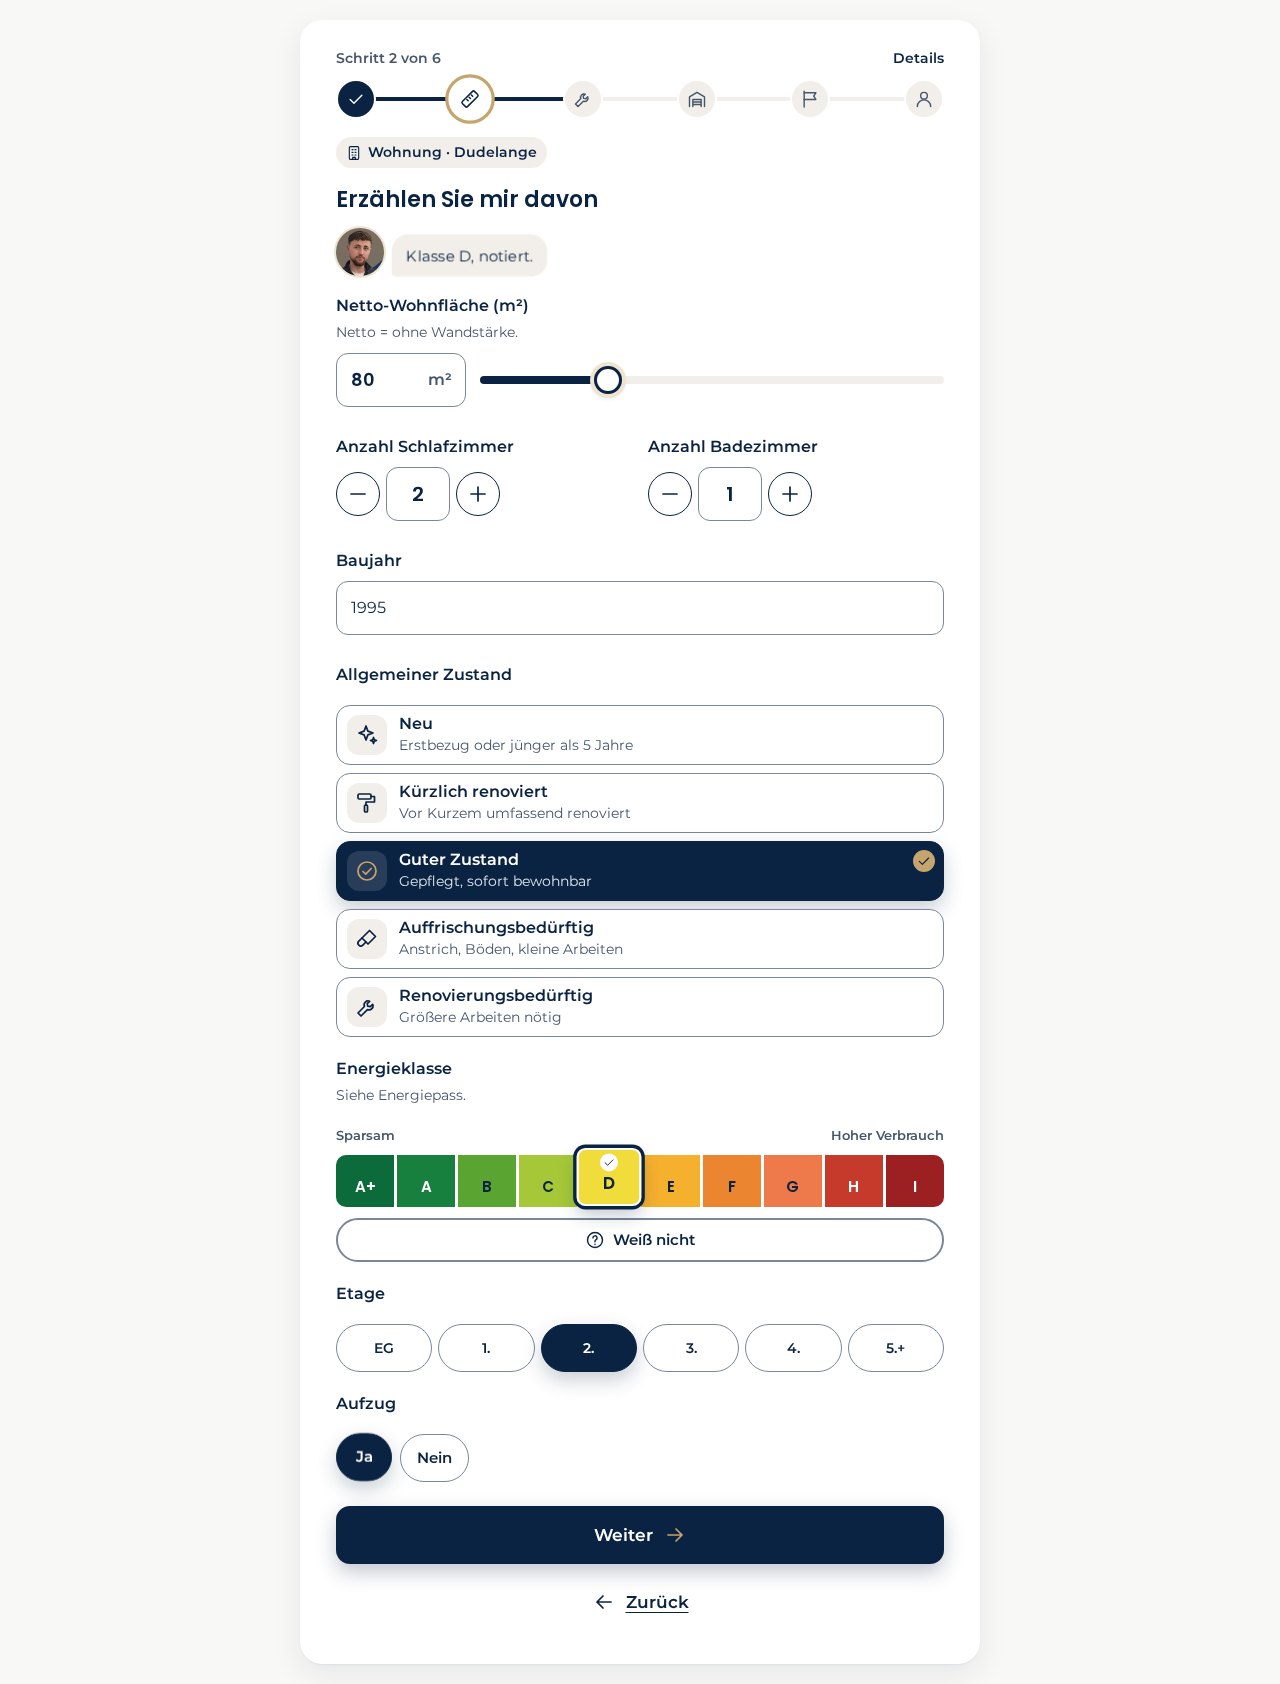 Schritt 2 von 6
Details
Wohnung · Dudelange
Erzählen Sie mir davon
Klasse D, notiert.
Netto-Wohnfläche (m²)
Netto = ohne Wandstärke.
80 m²
Anzahl Schlafzimmer
Anzahl Badezimmer
2
1
Baujahr
1995
Allgemeiner Zustand
Neu
Erstbezug oder jünger als 5 Jahre
Kürzlich renoviert
Vor Kurzem umfassend renoviert
Guter Zustand
Gepflegt, sofort bewohnbar
Auffrischungsbedürftig
Anstrich, Böden, kleine Arbeiten
Renovierungsbedürftig
Größere Arbeiten nötig
Energieklasse
Siehe Energiepass.
Sparsam
Hoher Verbrauch
A+ A B C D E F G H I
Weiß nicht
Etage
EG 1. 2. 3. 4. 5.+
Aufzug
Ja Nein
Weiter
Zurück